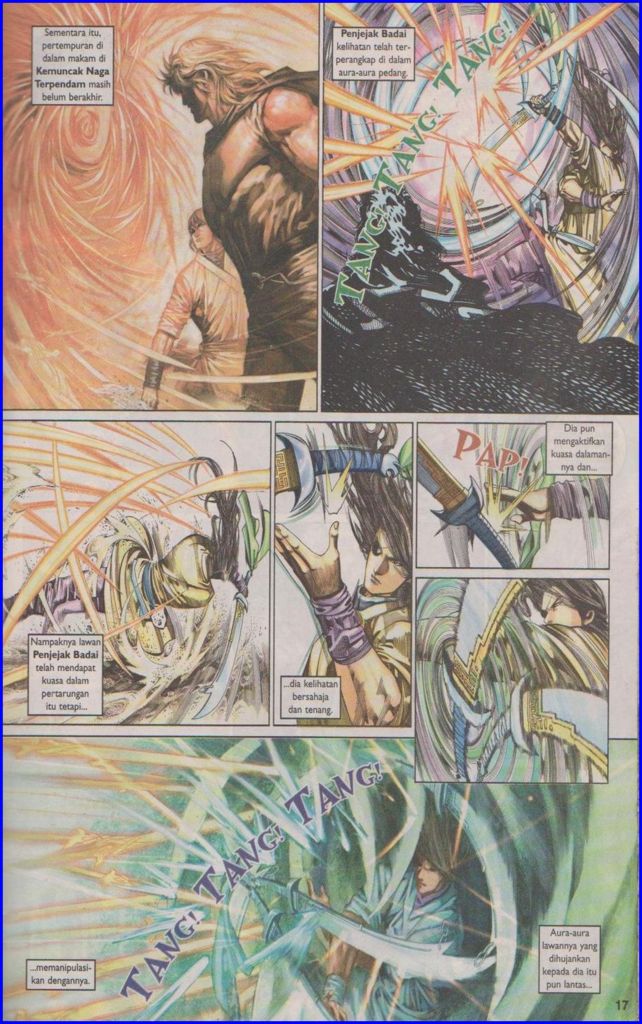 Sementara itu,
pertempuran di
dalam makam di
Kemuncak Naga
Terpendam masih
belum berakhir.
Penjejak Badai
kelihatan telah ter-
perangkap di dalam
aura-aura pedang.
TANG! TANG! TANG! TANG!
Nampaknya lawan
Penjejak Badai
telah mendapat
kuasa dalam
pertarungan
itu tetapi...
...dia kelihatan
bersahaja
dan tenang.
PAP!
Dia pun
mengaktifkan
kuasa dalaman-
nya dan...
TANG! TANG! TANG! TANG!
...memanipulasi-
kan dengannya.
Aura-aura
lawannya yang
dihujankan
kepada dia itu
pun lantas...
17